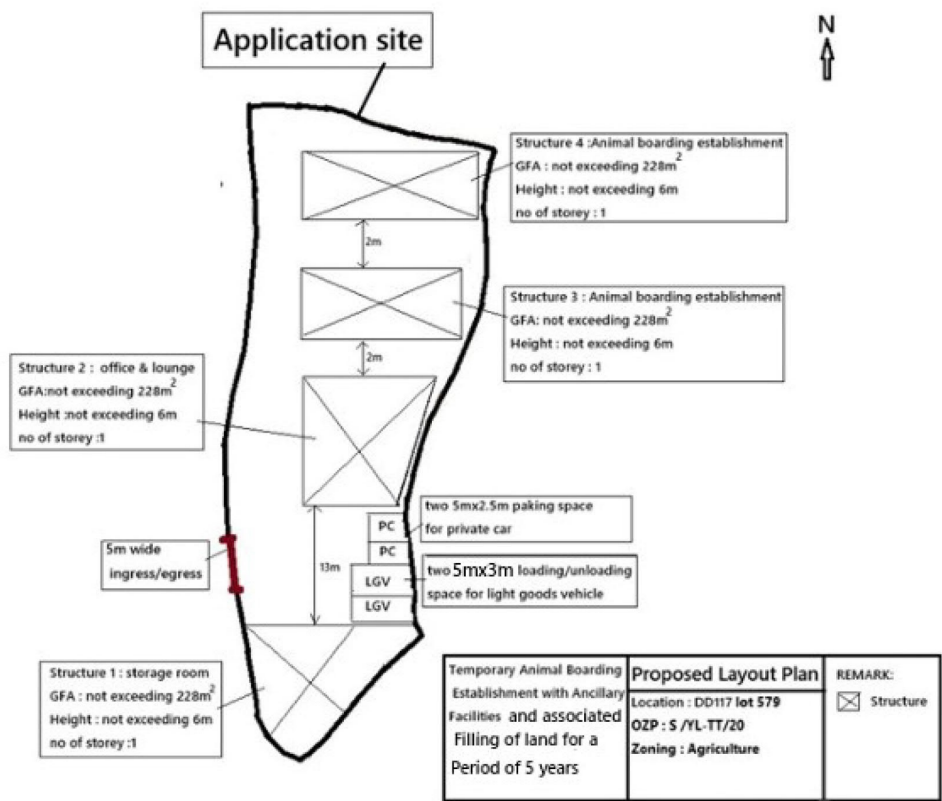 Application site
N
Structure 4 :Animal boarding establishment
GFA : not exceeding 228m²
Height : not exceeding 6m
no of storey : 1
2m
Structure 3 : Animal boarding establishment
GFA: not exceeding 228m²
Height : not exceeding 6m
no of storey : 1
2m
Structure 2 : office & lounge
GFA:not exceeding 228m²
Height :not exceeding 6m
no of storey :1
two 5mx2.5m paking space
for private car
PC
PC
5m wide
ingress/egress
13m
LGV
LGV
two 5mx3m loading/unloading
space for light goods vehicle
Structure 1 : storage room
GFA : not exceeding 228m²
Height : not exceeding 6m
no of storey :1
Temporary Animal Boarding
Establishment with Ancillary
Facilities and associated
Filling of land for a
Period of 5 years
Proposed Layout Plan
Location : DD117 lot 579
OZP : S /YL-TT/20
Zoning : Agriculture
REMARK:
Structure